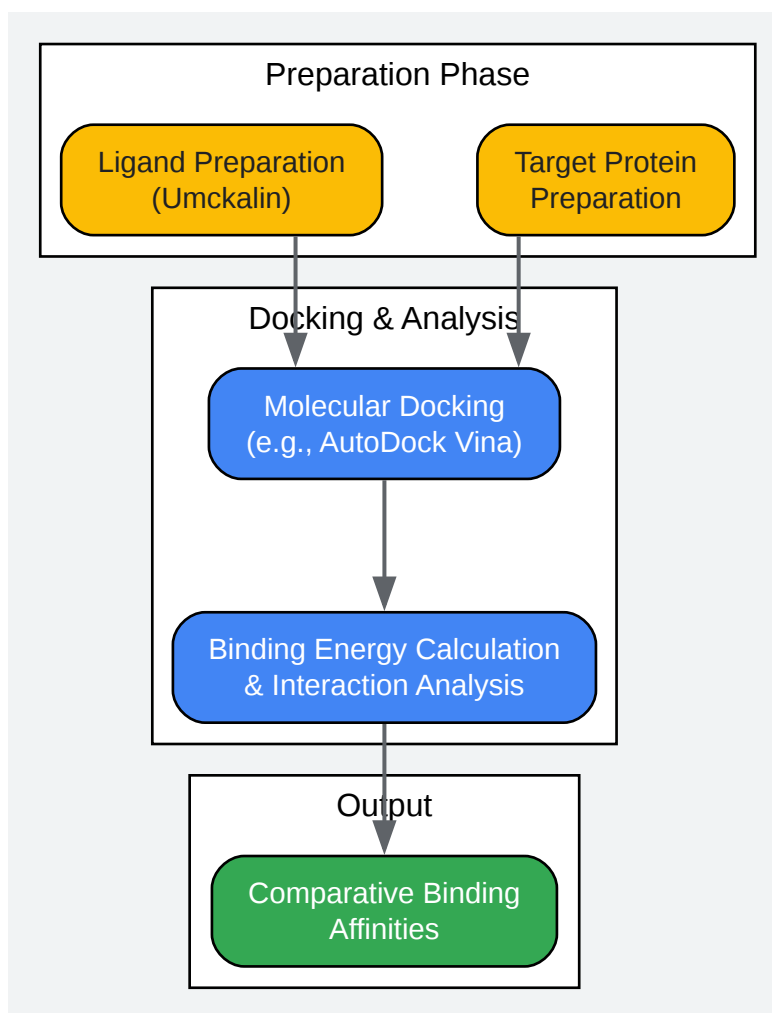 Preparation Phase
Ligand Preparation
(Umckalin)
Target Protein
Preparation
Docking & Analysis
Molecular Docking
(e.g., AutoDock Vina)
Binding Energy Calculation
& Interaction Analysis
Output
Comparative Binding
Affinities